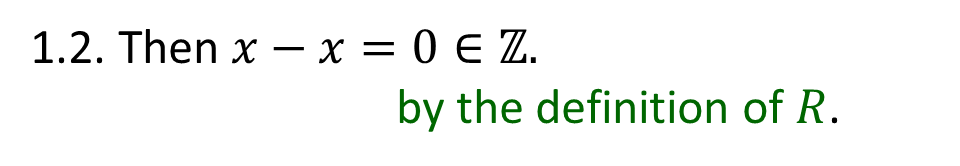 1.2. Then 𝑥 − 𝑥 = 0 ∈ ℤ.
by the definition of 𝑅.